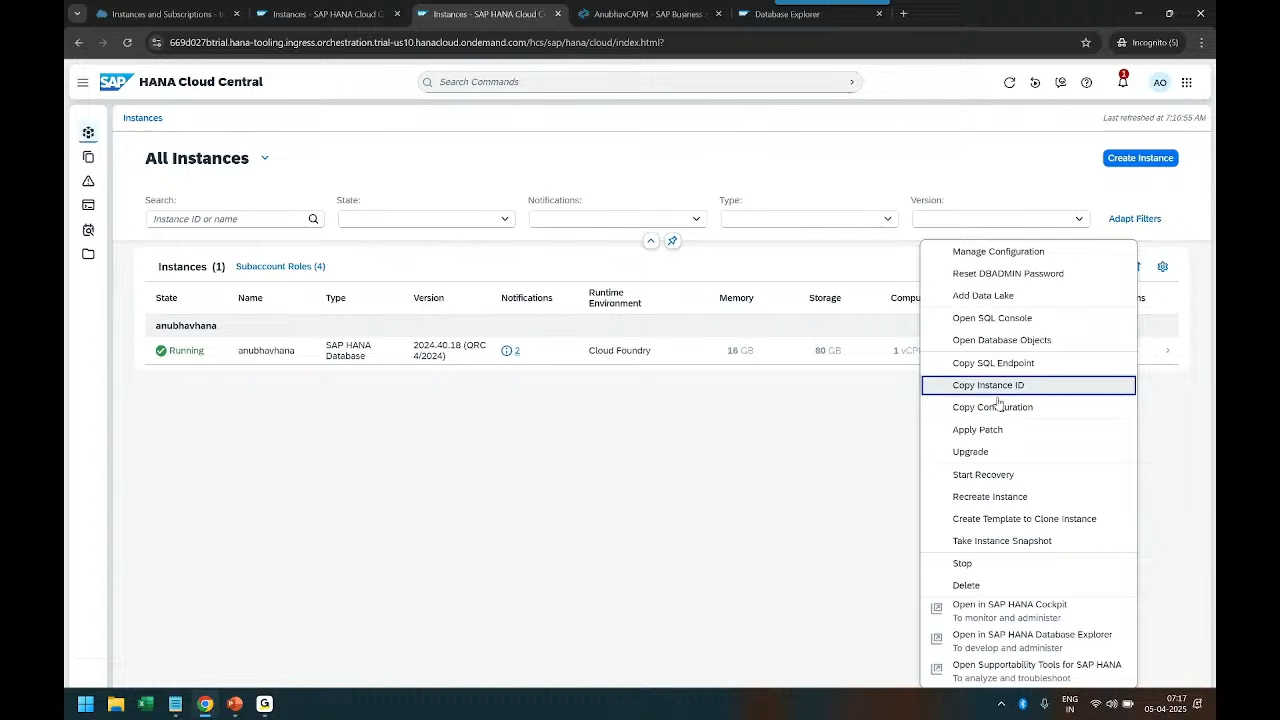 Instances and Subscriptions - t
Instances - SAP HANA Cloud C
Instances - SAP HANA Cloud C
AnubhavCAPM - SAP Business
Database Explorer
669d027btrial.hana-tooling.ingress.orchestration.trial-us10.hanacloud.ondemand.com/hcs/sap/hana/cloud/index.html?
Incognito (5)
SAP HANA Cloud Central
Search Commands
1
AO
Instances
Last refreshed at 7:16:55 AM
All Instances
Create Instance
Search:
State:
Notifications:
Type:
Version:
Instance ID or name
Adapt Filters
Instances (1)
Subaccount Roles (4)
State
Name
Type
Version
Notifications
Runtime
Environment
Memory
Storage
Compu
ns
anubhavhana
Running
anubhavhana
SAP HANA
Database
2024.40.18 (QRC
4/2024)
2
Cloud Foundry
16 GB
80 GB
1 vCP
Manage Configuration
Reset DBADMIN Password
Add Data Lake
Open SQL Console
Open Database Objects
Copy SQL Endpoint
Copy Instance ID
Copy Configuration
Apply Patch
Upgrade
Start Recovery
Recreate Instance
Create Template to Clone Instance
Take Instance Snapshot
Stop
Delete
Open in SAP HANA Cockpit
To monitor and administer
Open in SAP HANA Database Explorer
To develop and administer
Open Supportability Tools for SAP HANA
To analyze and troubleshoot
ENG
IN
07:17
05-04-2025